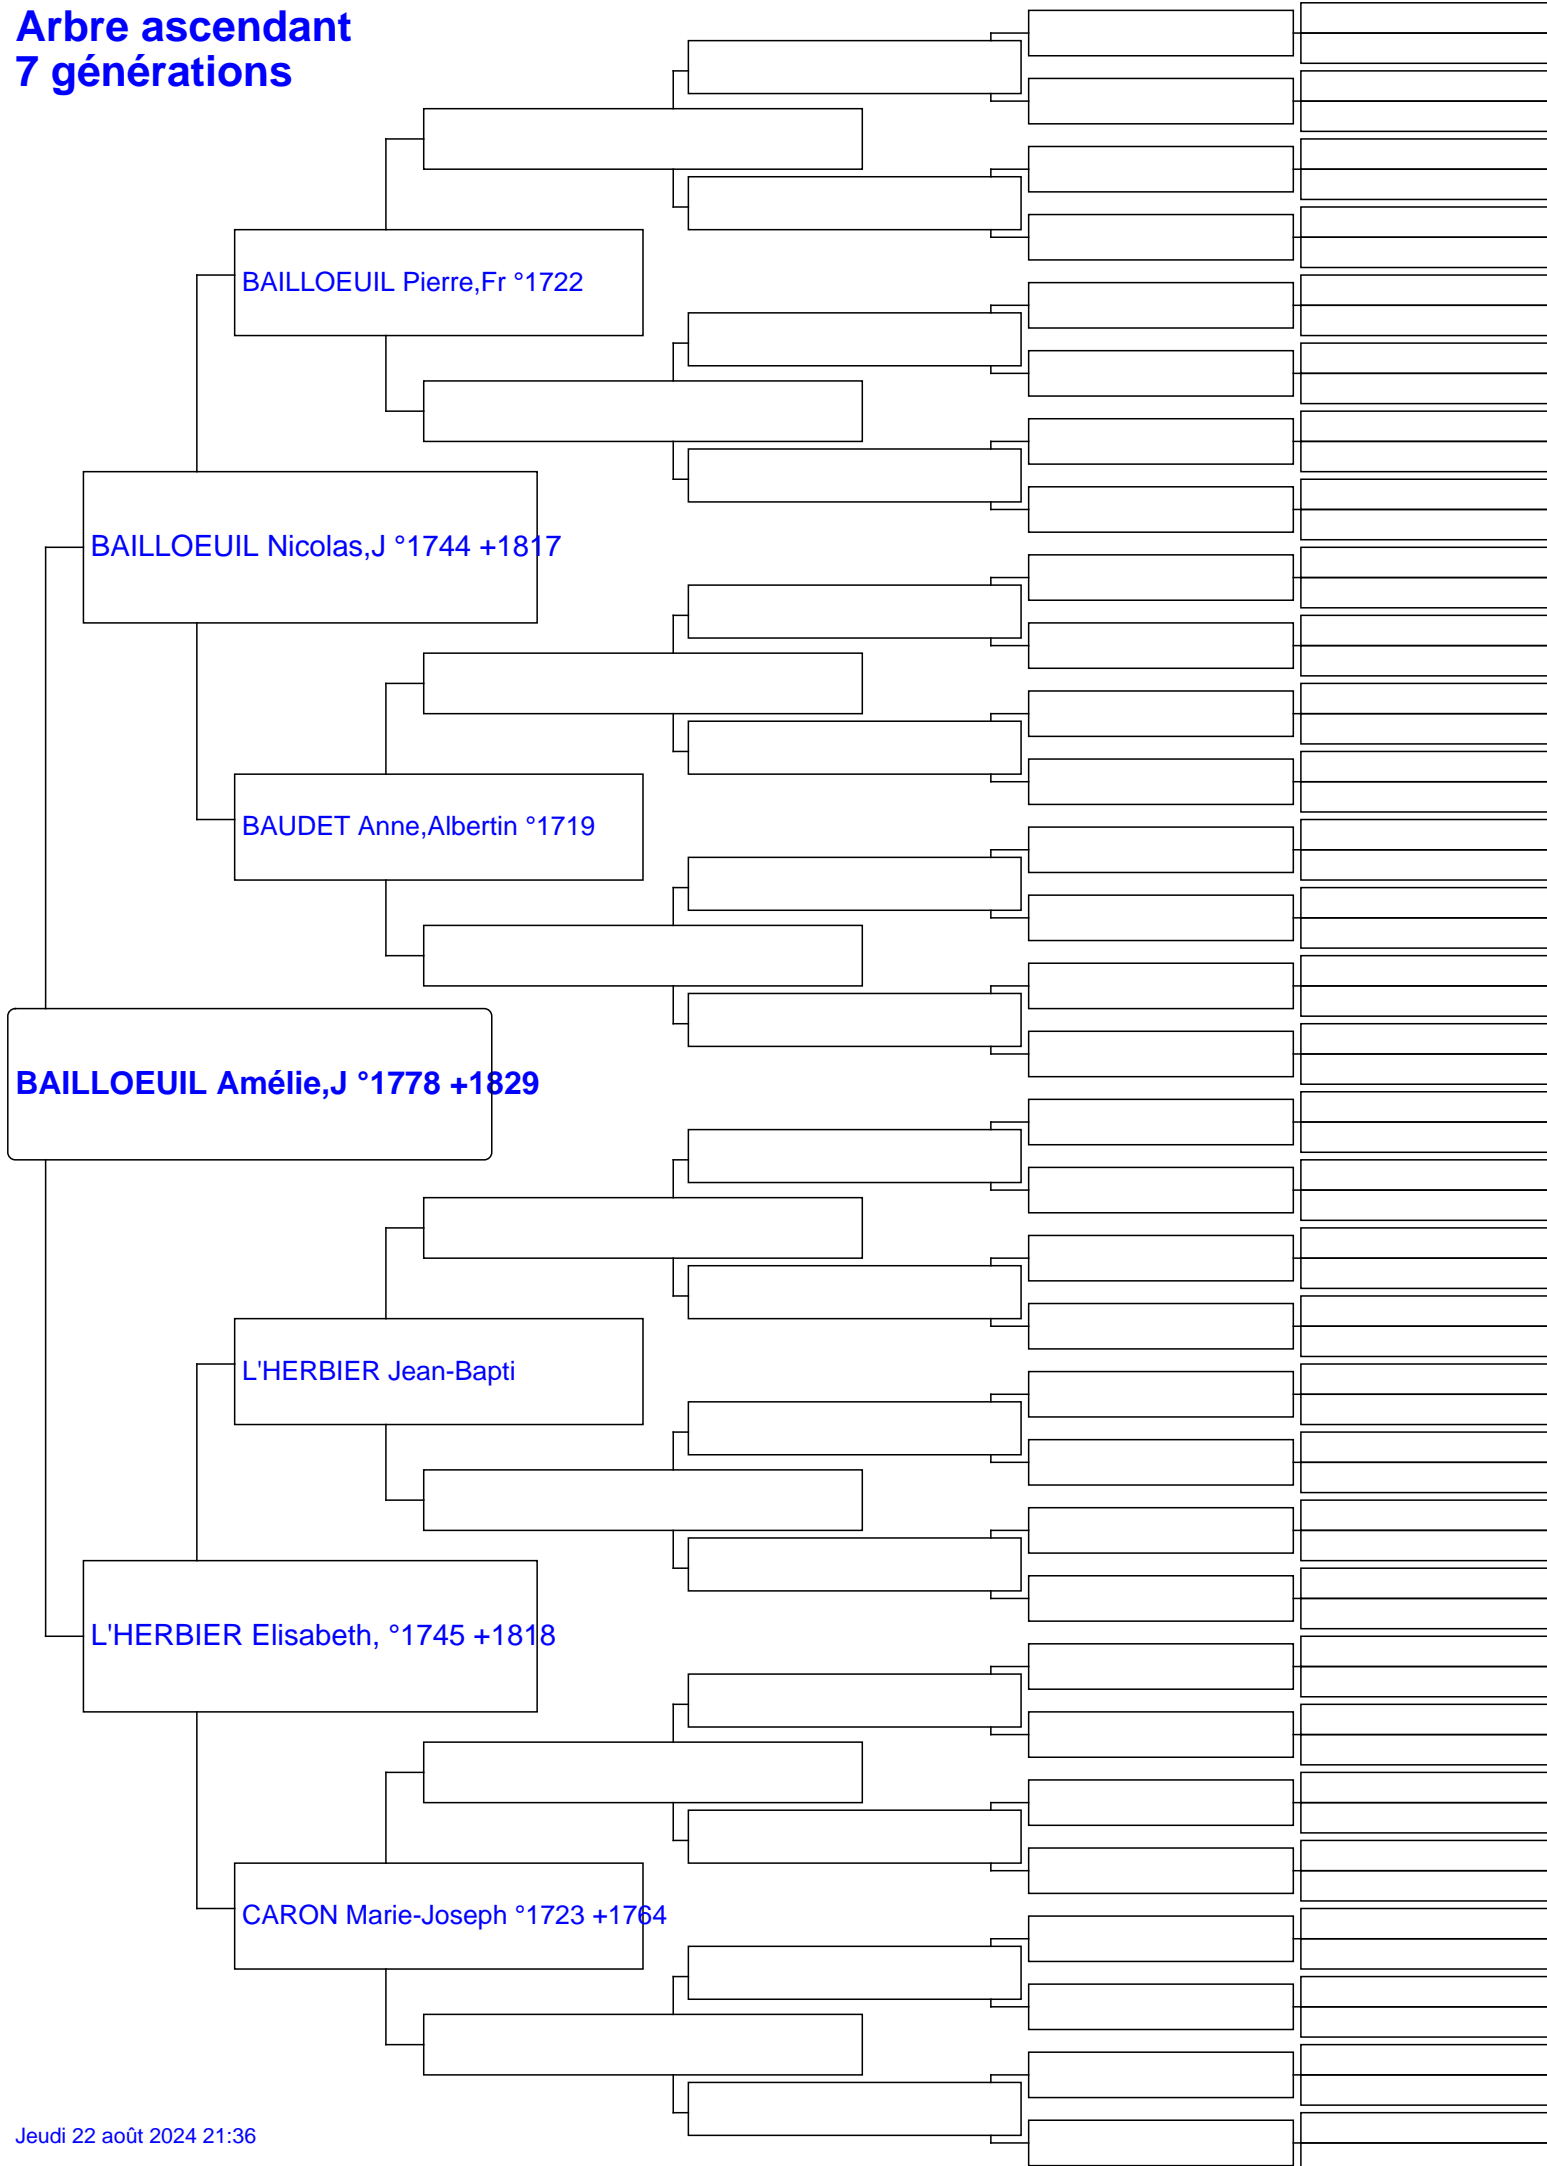 Arbre ascendant
7 générations
BAILLOEUIL Pierre,Fr °1722
BAILLOEUIL Nicolas,J °1744 +1817
BAUDET Anne,Albertin °1719
BAILLOEUIL Amélie,J °1778 +1829
L'HERBIER Jean-Bapti
L'HERBIER Elisabeth, °1745 +1818
CARON Marie-Joseph °1723 +1764
Jeudi 22 août 2024 21:36